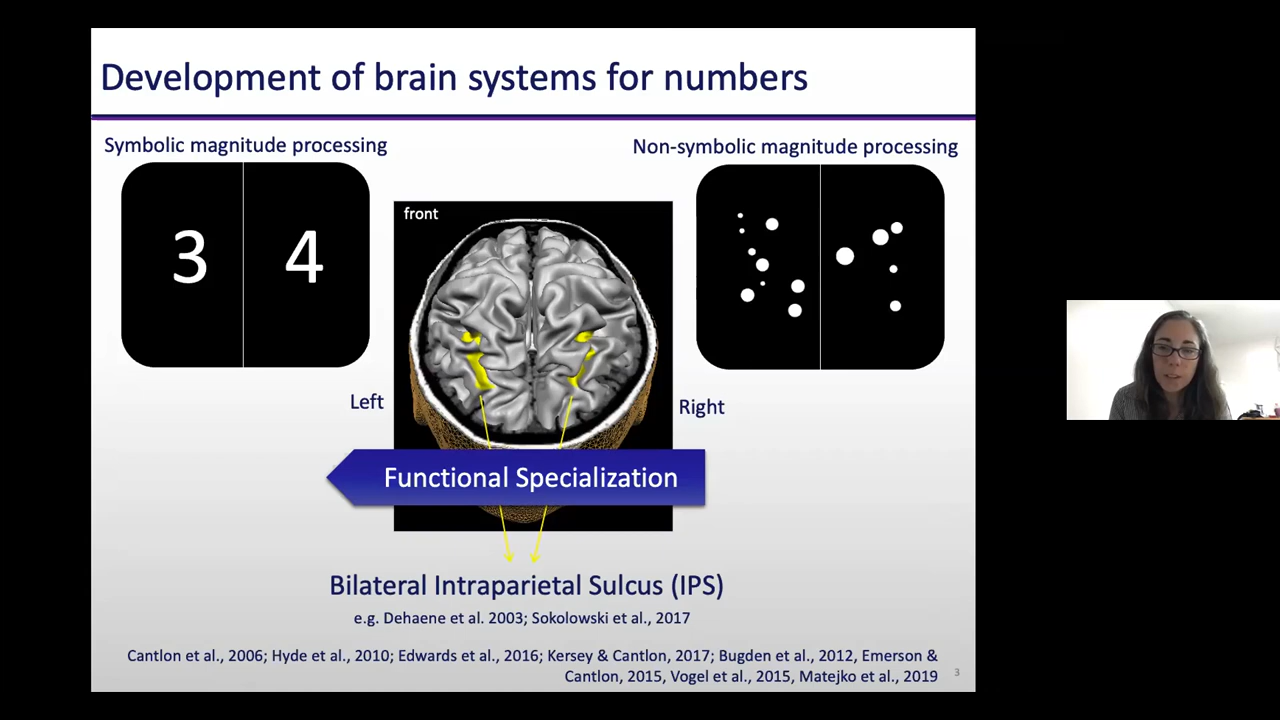 Development of brain systems for numbers
Symbolic magnitude processing
Non-symbolic magnitude processing
3 4
front
Left
Right
Functional Specialization
Bilateral Intraparietal Sulcus (IPS)
e.g. Dehaene et al. 2003; Sokolowski et al., 2017
Cantlon et al., 2006; Hyde et al., 2010; Edwards et al., 2016; Kersey & Cantlon, 2017; Bugden et al., 2012, Emerson &
Cantlon, 2015, Vogel et al., 2015, Matejko et al., 2019
3